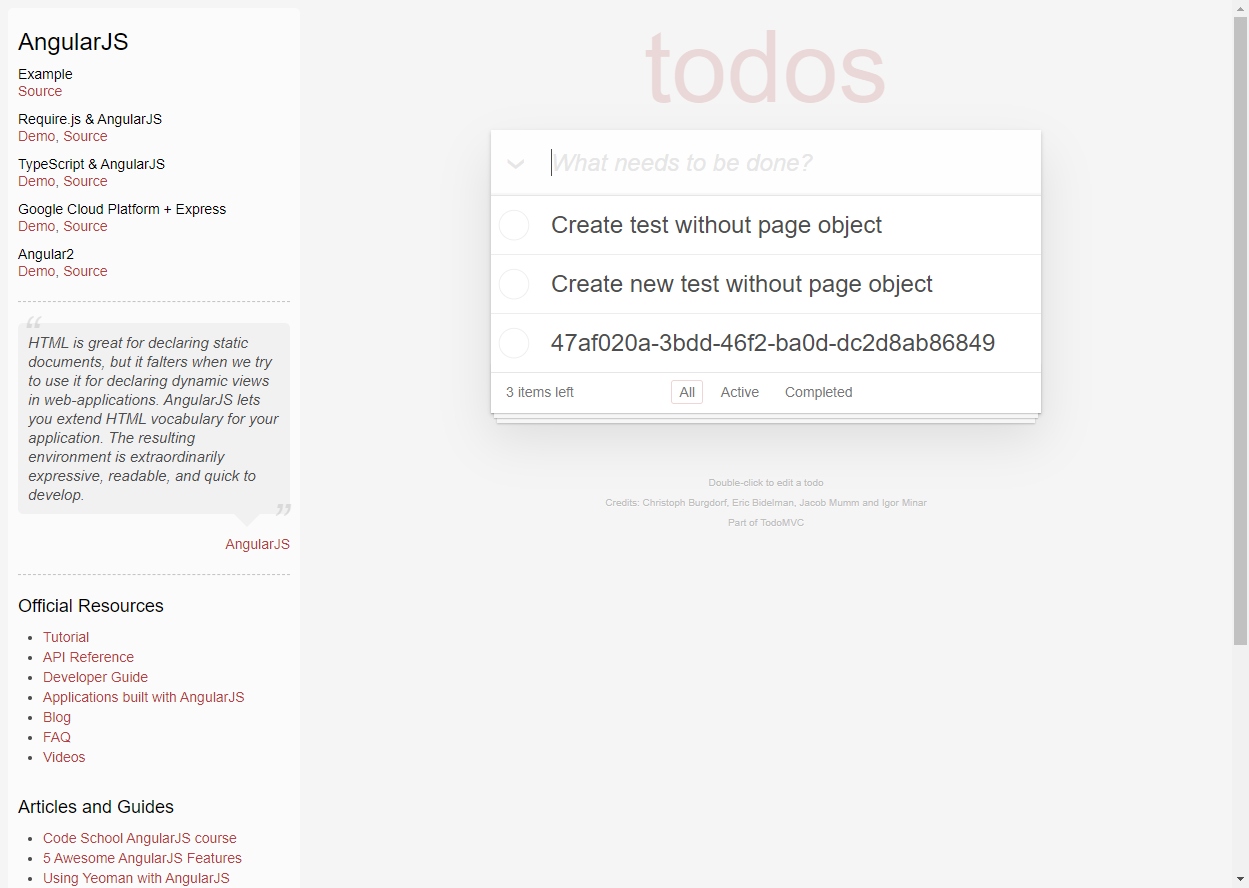 AngularJS
Example
Source
Require.js & AngularJS
Demo, Source
TypeScript & AngularJS
Demo, Source
Google Cloud Platform + Express
Demo, Source
Angular2
Demo, Source
“
HTML is great for declaring static
documents, but it falters when we try
to use it for declaring dynamic views
in web-applications. AngularJS lets
you extend HTML vocabulary for your
application. The resulting
environment is extraordinarily
expressive, readable, and quick to
develop.
”
AngularJS
Official Resources
• Tutorial
• API Reference
• Developer Guide
• Applications built with AngularJS
• Blog
• FAQ
• Videos
Articles and Guides
• Code School AngularJS course
• 5 Awesome AngularJS Features
• Using Yeoman with AngularJS
todos
What needs to be done?
Create test without page object
Create new test without page object
47af020a-3bdd-46f2-ba0d-dc2d8ab86849
3 items left All Active Completed
Double-click to edit a todo
Credits: Christoph Burgdorf, Eric Bidelman, Jacob Mumm and Igor Minar
Part of TodoMVC